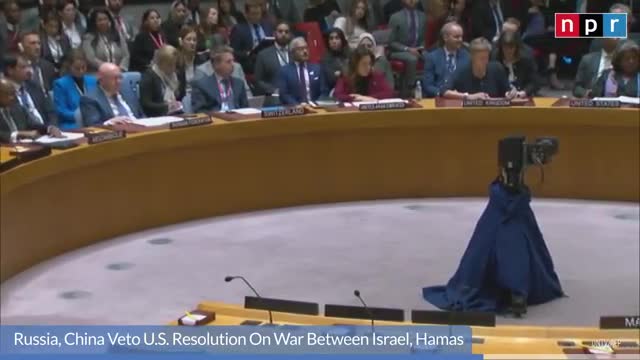 npr
SWITZERLAND
UNITED KINGDOM
UNITED STATES
Russia, China Veto U.S. Resolution On War Between Israel, Hamas